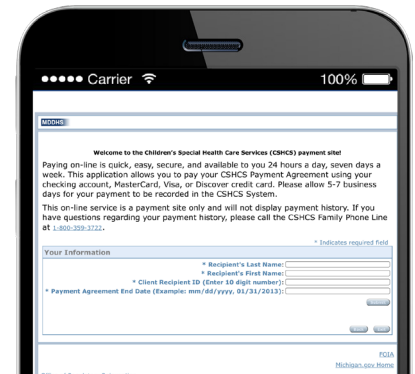 Carrier 100%
MDDHS
Welcome to the Children's Special Health Care Services (CSHCS) payment site!
Paying on-line is quick, easy, secure, and available to you 24 hours a day, seven days a
week. This application allows you to pay your CSHCS Payment Agreement using your
checking account, MasterCard, Visa, or Discover credit card. Please allow 5-7 business
days for your payment to be recorded in the CSHCS System.
This on-line service is a payment site only and will not display payment history. If you
have questions regarding your payment history, please call the CSHCS Family Phone Line
at 1-800-359-3722.
* Indicates required field
Your Information
* Recipient's Last Name:
* Recipient's First Name:
* Client Recipient ID (Enter 10 digit number):
* Payment Agreement End Date (Example: mm/dd/yyyy, 01/31/2013):
FOIA
Michigan.gov Home